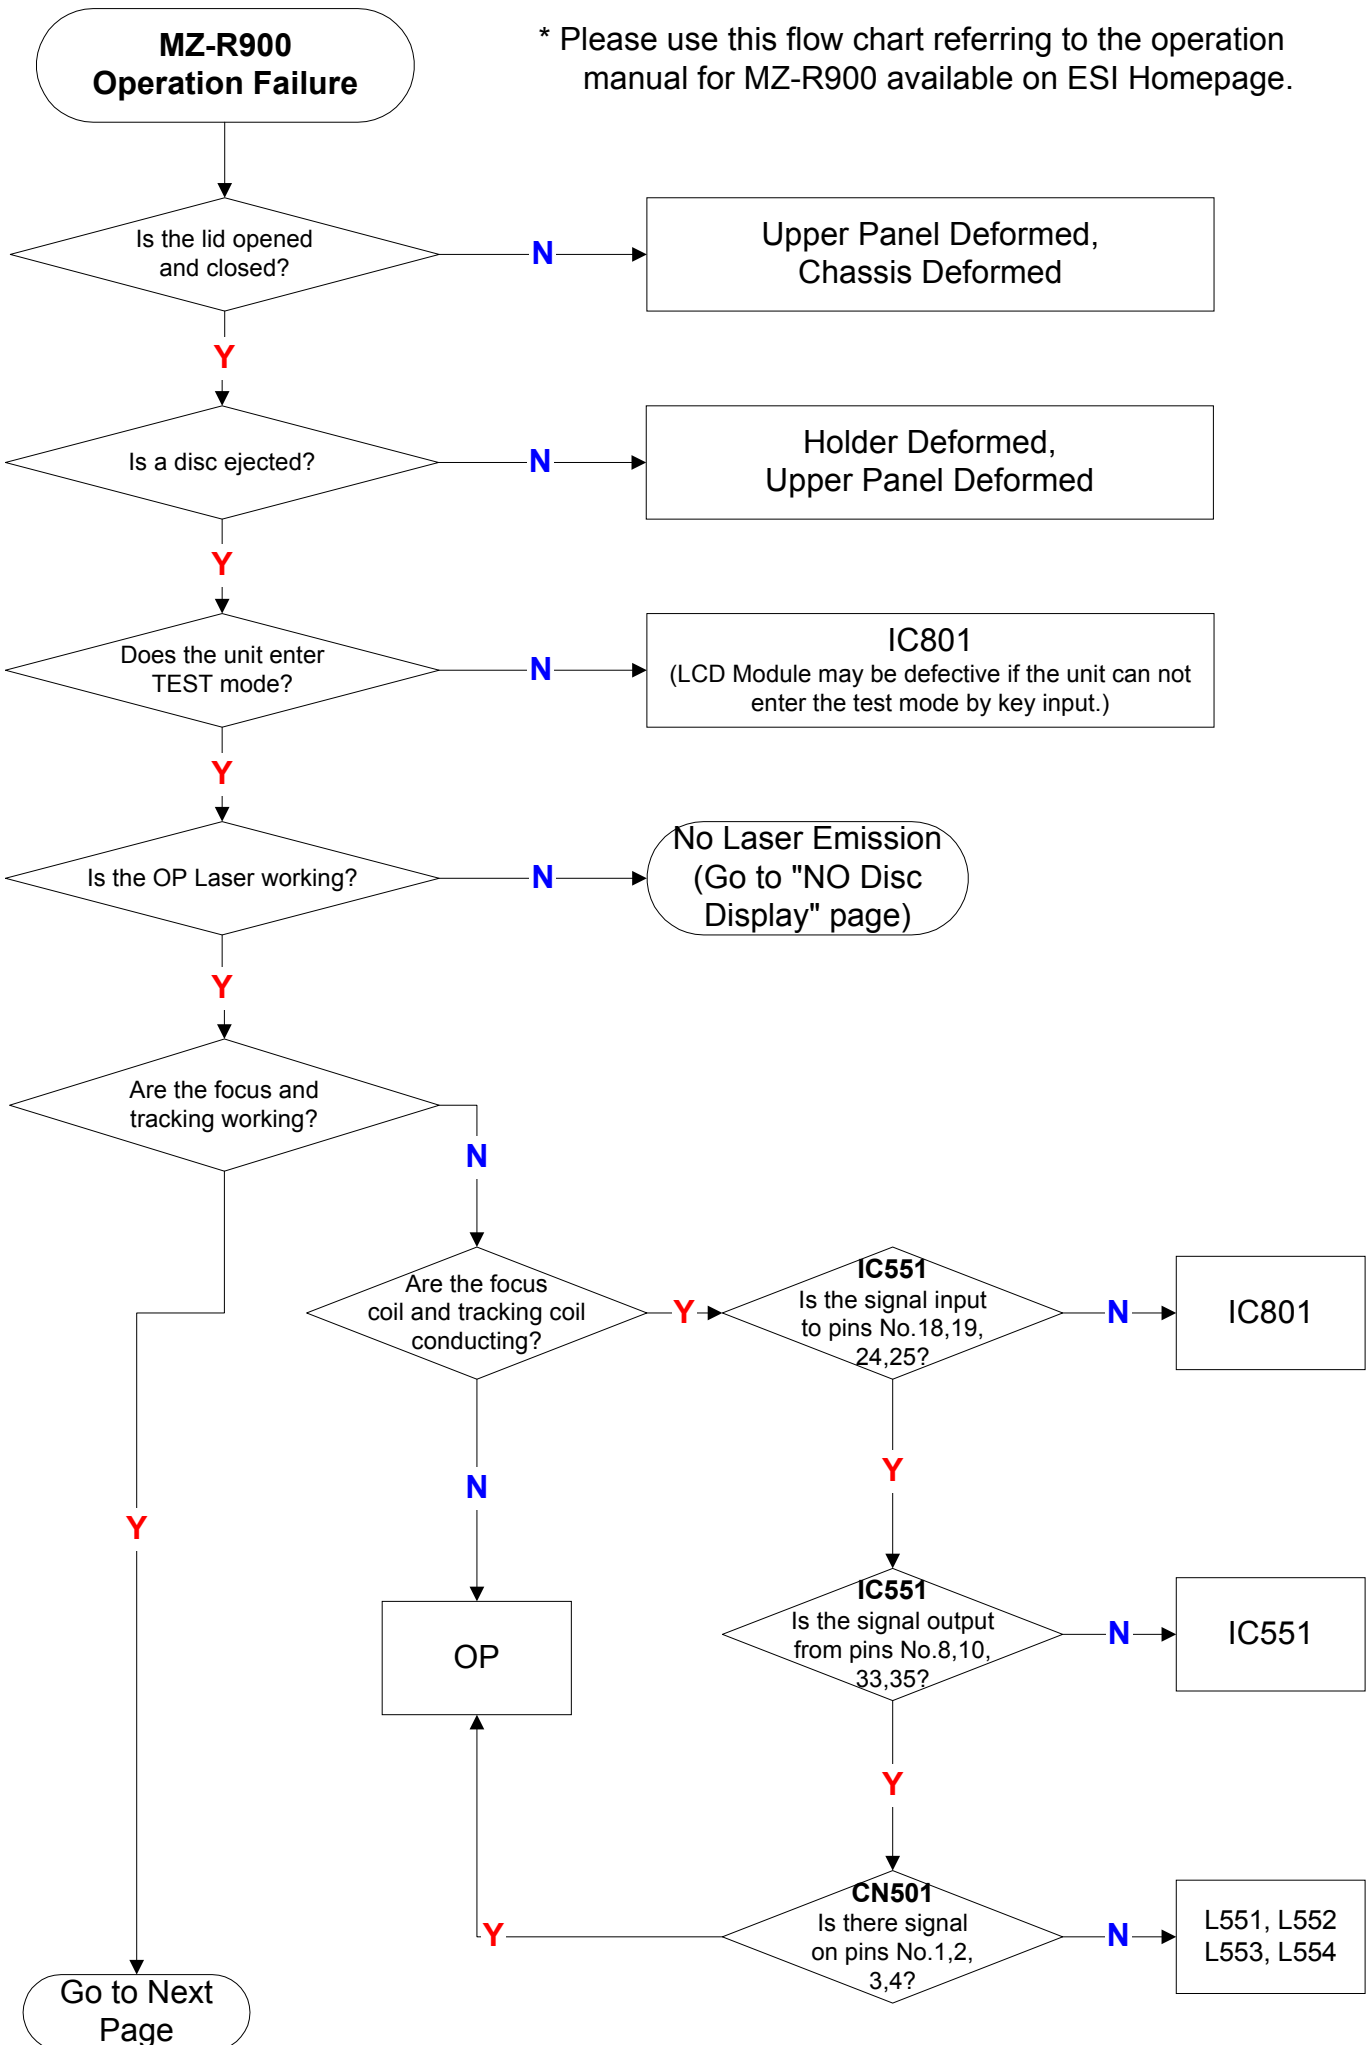 MZ-R900
Operation Failure
* Please use this flow chart referring to the operation
manual for MZ-R900 available on ESI Homepage.
Is the lid opened
and closed?
N
Upper Panel Deformed,
Chassis Deformed
Y
Is a disc ejected?
N
Holder Deformed,
Upper Panel Deformed
Y
Does the unit enter
TEST mode?
N
IC801
(LCD Module may be defective if the unit can not
enter the test mode by key input.)
Y
Is the OP Laser working?
N
No Laser Emission
(Go to "NO Disc
Display" page)
Y
Are the focus and
tracking working?
N
Are the focus
coil and tracking coil
conducting?
Y
IC551
Is the signal input
to pins No.18,19,
24,25?
N
IC801
N
Y
Y
IC551
Is the signal output
from pins No.8,10,
33,35?
N
IC551
OP
Y
CN501
Is there signal
on pins No.1,2,
3,4?
Y
N
L551, L552
L553, L554
Go to Next
Page